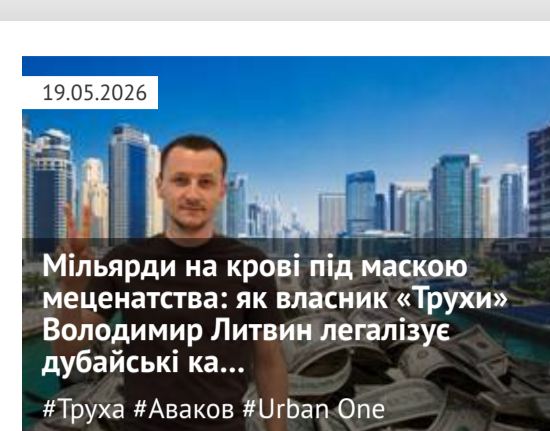 19.05.2026
Мільярди на крові під маскою
меценатства: як власник «Трухи»
Володимир Литвин легалізує
дубайські ка...
#Труха #Аваков #Urban One